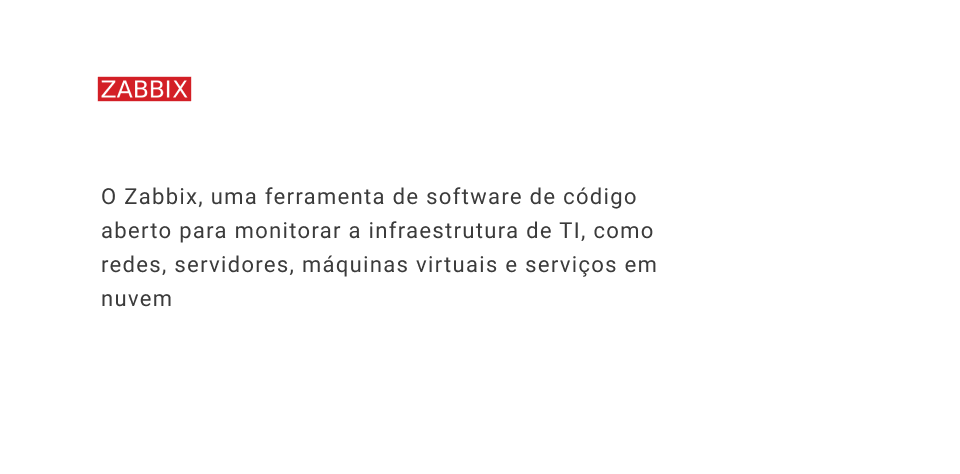 ZABBIX
O Zabbix, uma ferramenta de software de código
aberto para monitorar a infraestrutura de TI, como
redes, servidores, máquinas virtuais e serviços em
nuvem